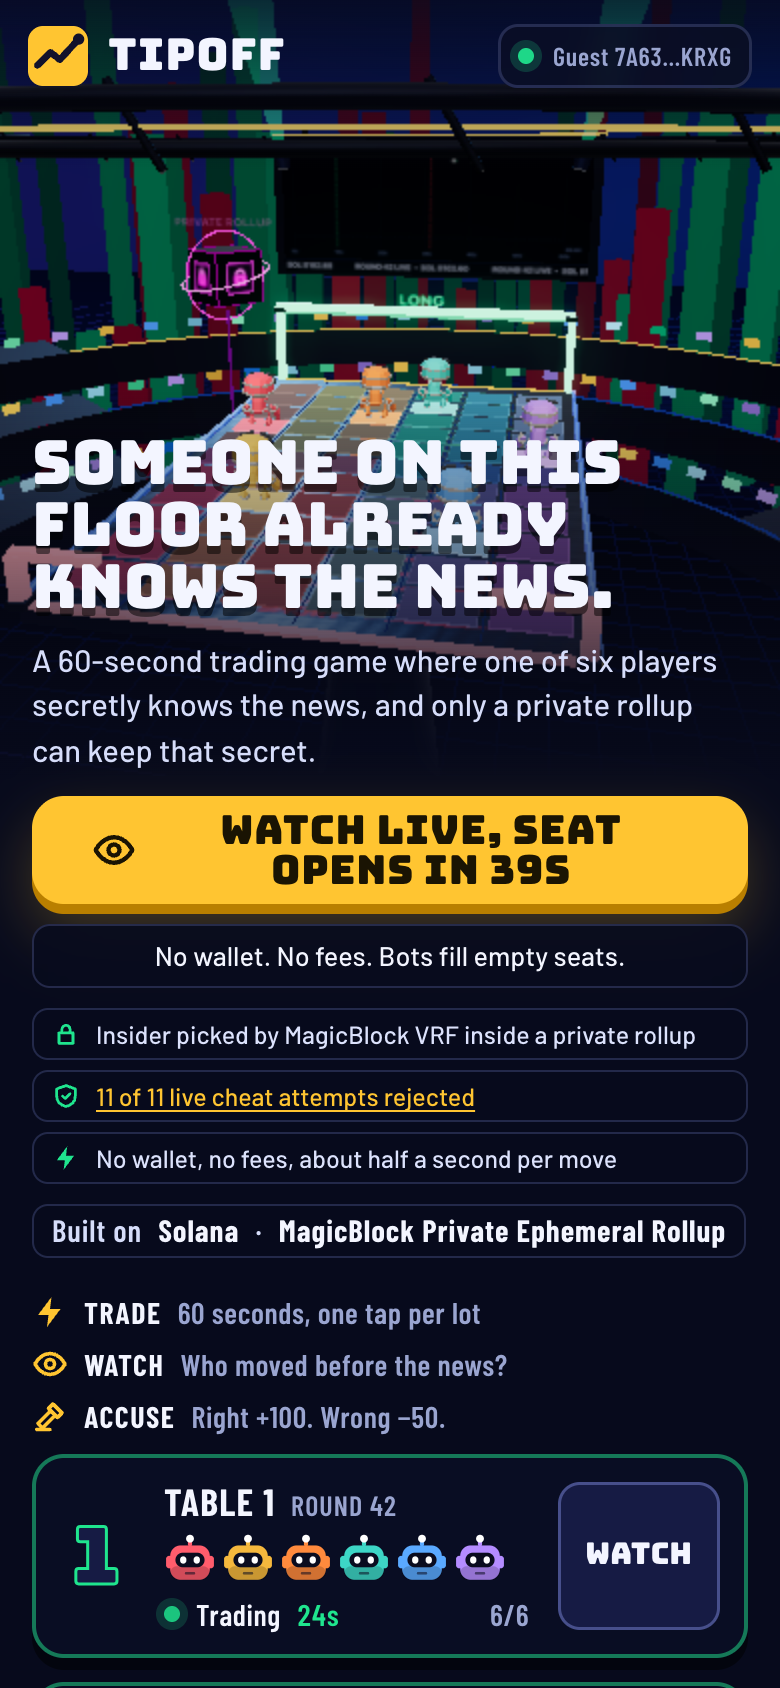 TIPOFF
Guest 7A63...KRXG
PRIVATE ROLLUP
LONG
SOMEONE ON THIS
FLOOR ALREADY
KNOWS THE NEWS.
A 60-second trading game where one of six players
secretly knows the news, and only a private rollup
can keep that secret.
WATCH LIVE, SEAT
OPENS IN 39S
No wallet. No fees. Bots fill empty seats.
Insider picked by MagicBlock VRF inside a private rollup
11 of 11 live cheat attempts rejected
No wallet, no fees, about half a second per move
Built on Solana · MagicBlock Private Ephemeral Rollup
TRADE 60 seconds, one tap per lot
WATCH Who moved before the news?
ACCUSE Right +100. Wrong −50.
1
TABLE 1 ROUND 42
WATCH
Trading 24s 6/6